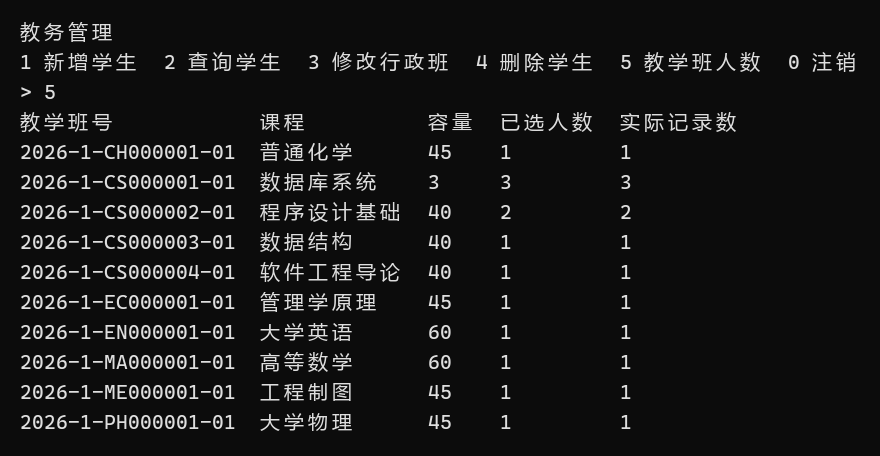 教务管理
1 新增学生  2 查询学生  3 修改行政班  4 删除学生  5 教学班人数  0 注销
> 5
教学班号            课程          容量  已选人数  实际记录数
2026-1-CH000001-01  普通化学      45    1         1
2026-1-CS000001-01  数据库系统    3     3         3
2026-1-CS000002-01  程序设计基础  40    2         2
2026-1-CS000003-01  数据结构      40    1         1
2026-1-CS000004-01  软件工程导论  40    1         1
2026-1-EC000001-01  管理学原理    45    1         1
2026-1-EN000001-01  大学英语      60    1         1
2026-1-MA000001-01  高等数学      60    1         1
2026-1-ME000001-01  工程制图      45    1         1
2026-1-PH000001-01  大学物理      45    1         1